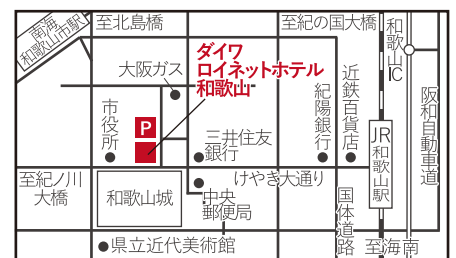 南海
和歌山市駅
至北島橋
至紀の国大橋
和歌山IC
ダイワ
ロイネットホテル
和歌山
大阪ガス
市役所
P
三井住友
銀行
紀陽銀行
近鉄百貨店
阪和自動車道
JR和歌山駅
至紀ノ川
大橋
和歌山城
けやき大通り
中央
郵便局
国体道路
県立近代美術館
至海南